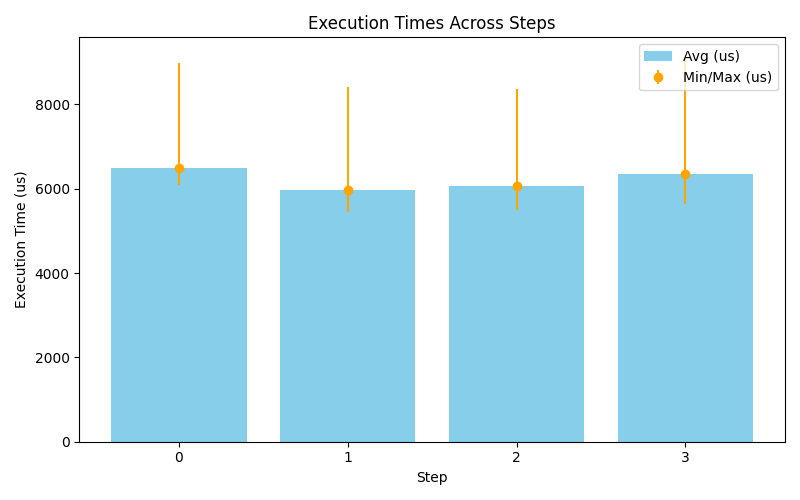 Execution Times Across Steps
Avg (us)
Min/Max (us)
Execution Time (us)
8000
6000
4000
2000
0
0 1 2 3
Step